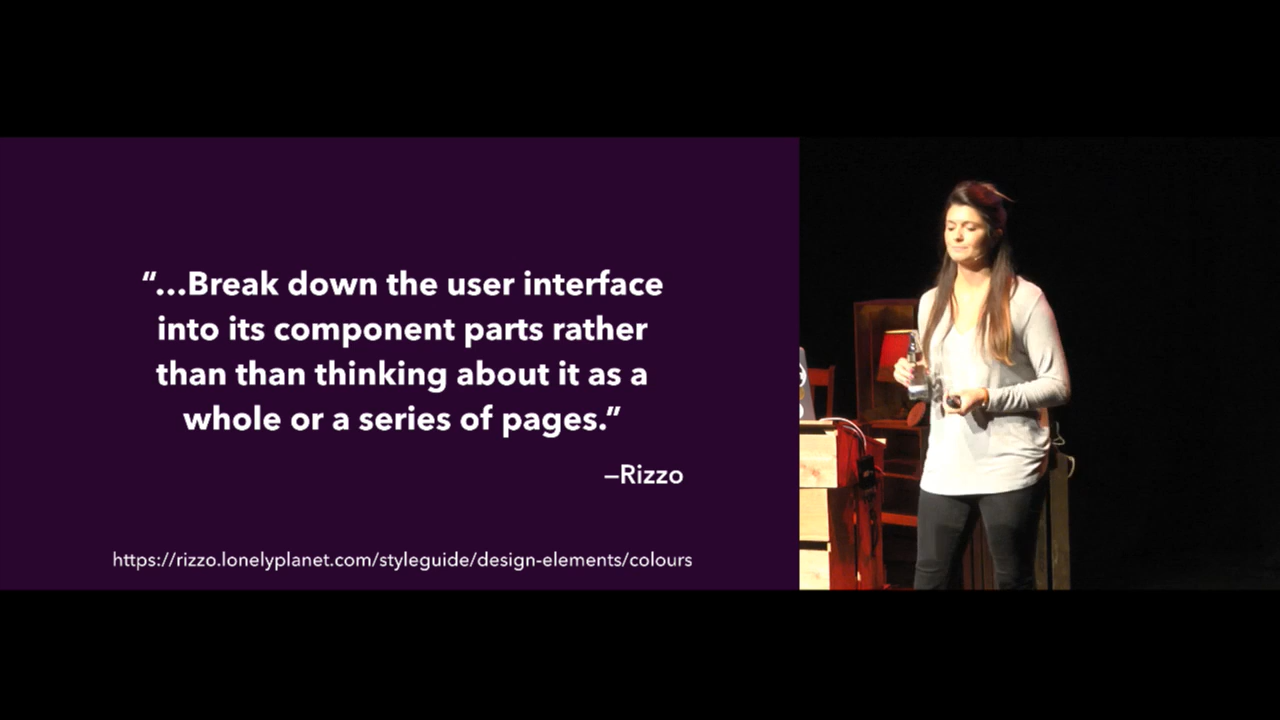 “...Break down the user interface
into its component parts rather
than than thinking about it as a
whole or a series of pages.”
—Rizzo
https://rizzo.lonelyplanet.com/styleguide/design-elements/colours